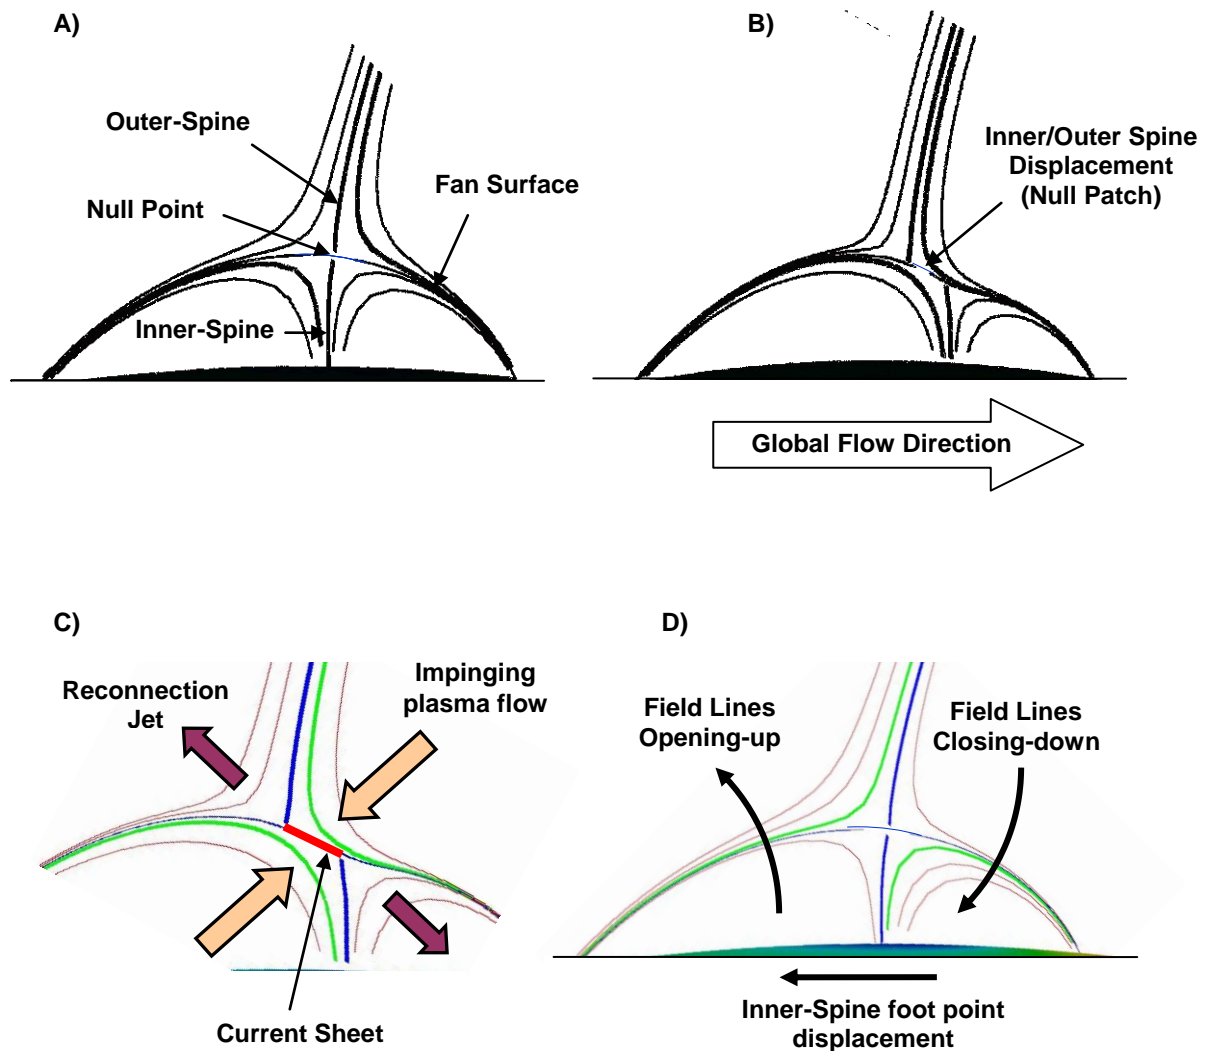 A)
Outer-Spine
Null Point
Fan Surface
Inner-Spine
B)
Inner/Outer Spine
Displacement
(Null Patch)
Global Flow Direction
C)
Reconnection
Jet
Impinging
plasma flow
Current Sheet
D)
Field Lines
Opening-up
Field Lines
Closing-down
Inner-Spine foot point
displacement